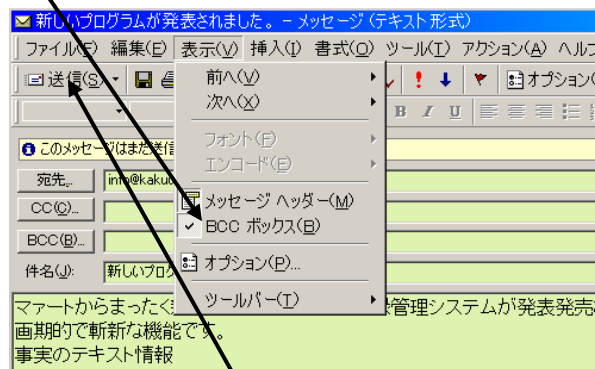 新しいプログラムが発表されました。 - メッセージ (テキスト形式)
ファイル(F) 編集(E) 表示(V) 挿入(I) 書式(O) ツール(T) アクション(A) ヘルプ
送信(S) オプション(
前へ(V)
次へ(X)
B I U
フォント(F)
エンコード(E)
このメッセージはまだ送信
宛先... info@kaku
メッセージ ヘッダー(M)
CC(C)...
BCC ボックス(B)
BCC(B)...
オプション(P)...
件名(J): 新しいプログ
ツールバー(T)
マァートからまったく 管理システムが発表発売
画期的で斬新な機能です。
事実のテキスト情報